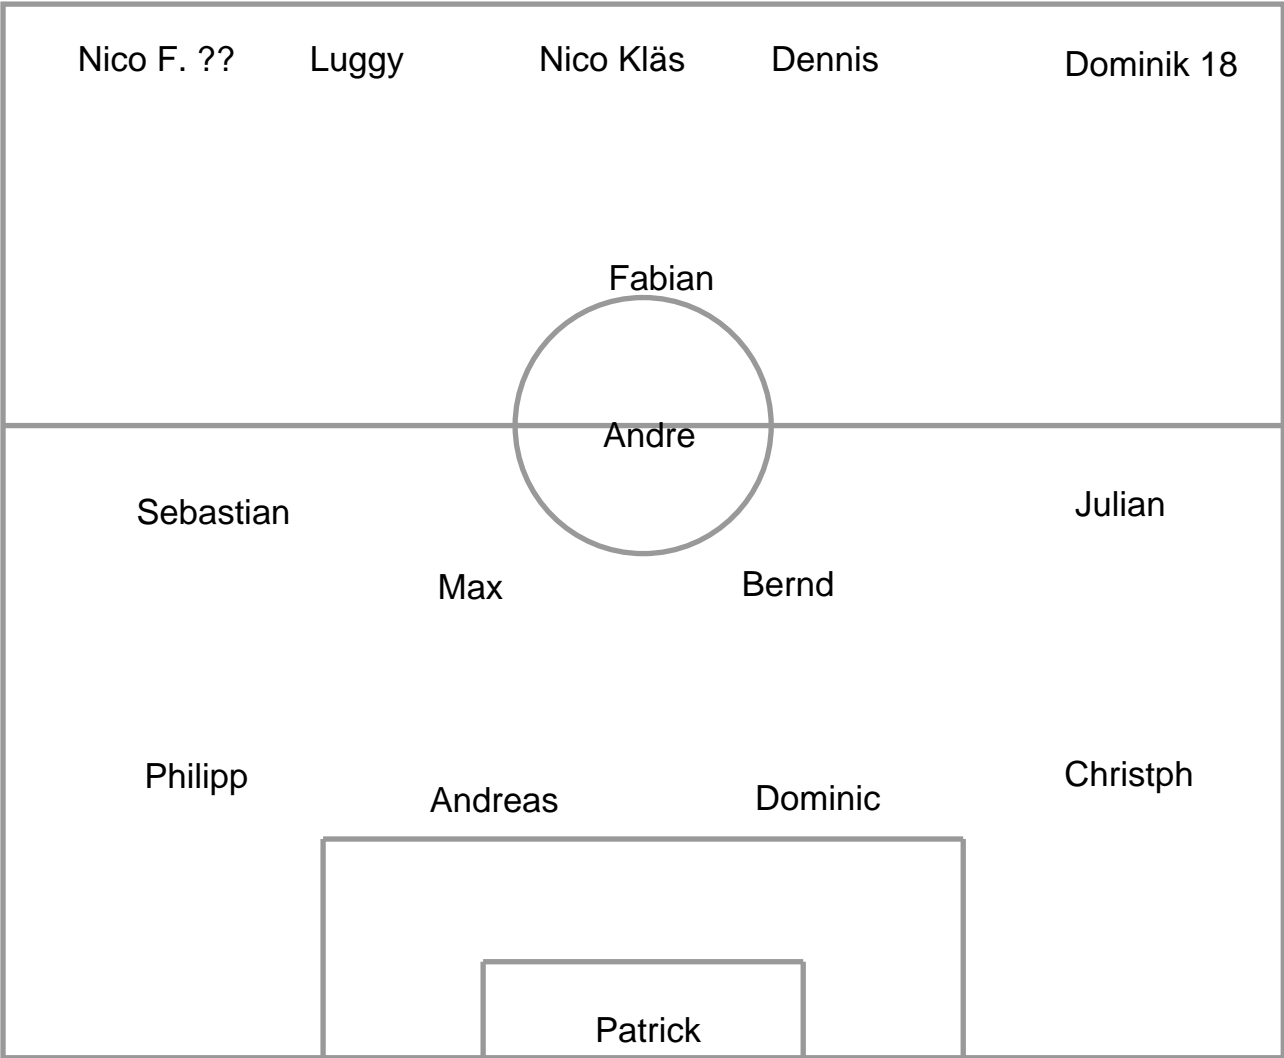 Nico F. ??
Luggy
Nico Kläs
Dennis
Dominik 18
Fabian
Andre
Sebastian
Julian
Max
Bernd
Philipp
Andreas
Dominic
Christph
Patrick